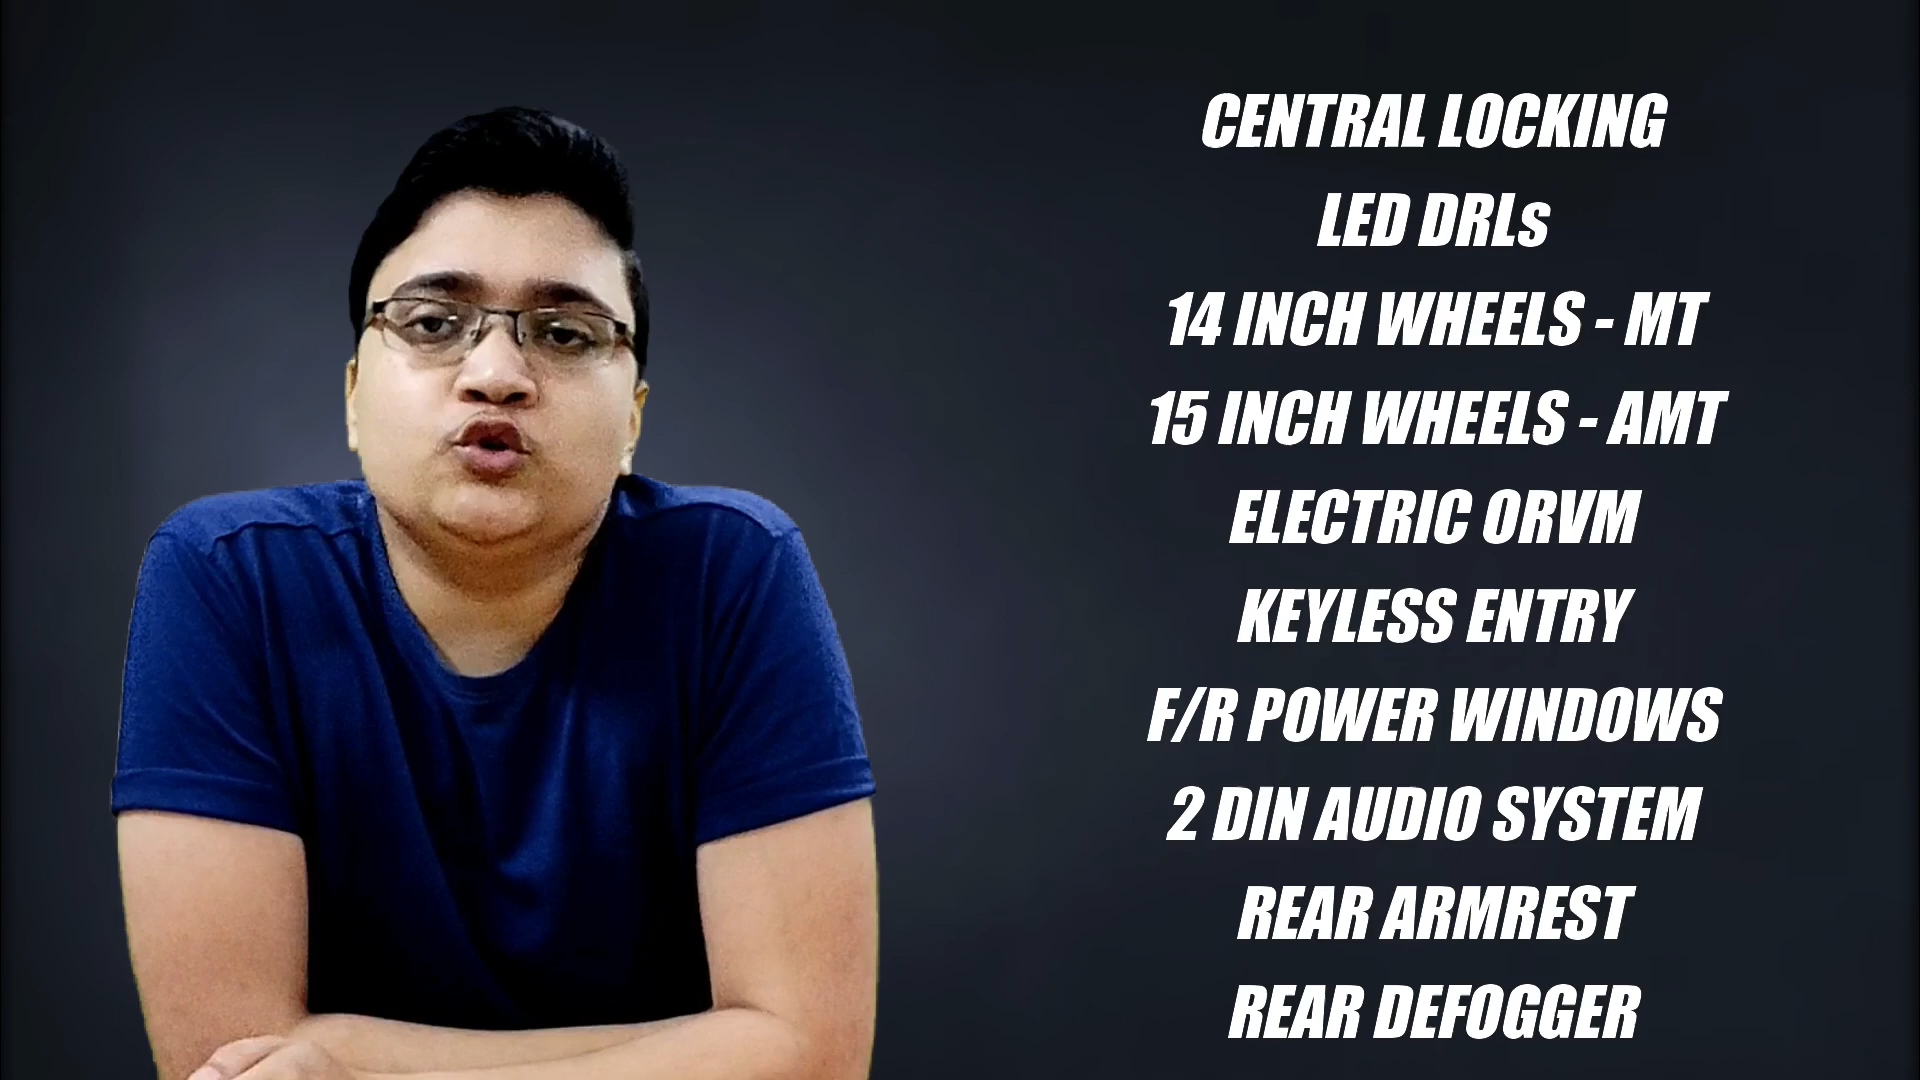 CENTRAL LOCKING
LED DRLs
14 INCH WHEELS - MT
15 INCH WHEELS - AMT
ELECTRIC ORVM
KEYLESS ENTRY
F/R POWER WINDOWS
2 DIN AUDIO SYSTEM
REAR ARMREST
REAR DEFOGGER